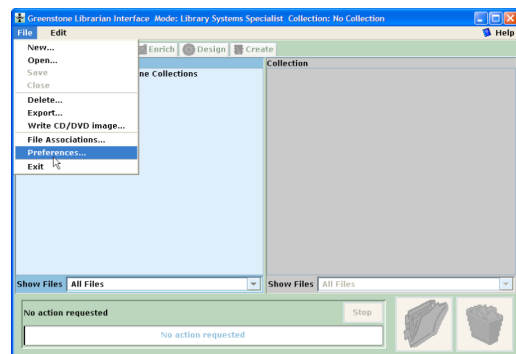 Greenstone Librarian Interface  Mode: Library Systems Specialist  Collection: No Collection
File Edit Help
New...
Enrich Design Create
Open...
Collection
Save
ne Collections
Close
Delete...
Export...
Write CD/DVD image...
File Associations...
Preferences...
Exit
Show Files All Files Show Files All Files
No action requested Stop
No action requested